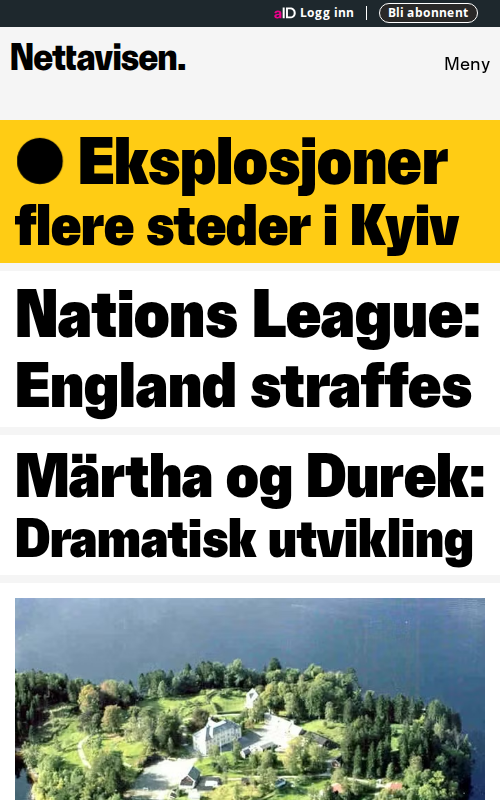 aID Logg inn
Bli abonnent
Nettavisen.
Meny
Eksplosjoner
flere steder i Kyiv
Nations League:
England straffes
Märtha og Durek:
Dramatisk utvikling